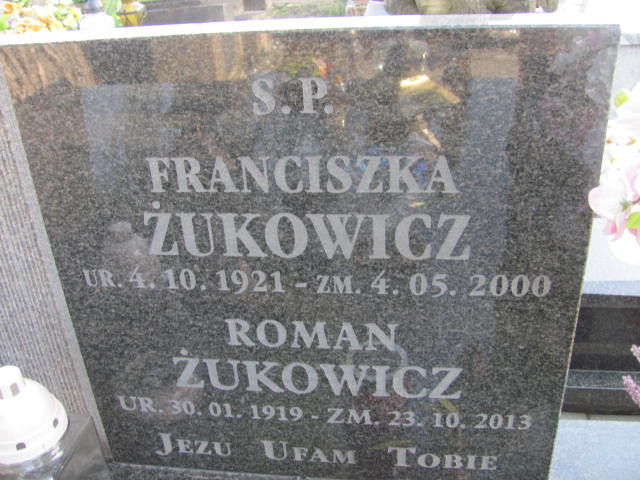 S.P.
FRANCISZKA
ŻUKOWICZ
UR. 4. 10. 1921 - ZM. 4. 05. 2000
ROMAN
ŻUKOWICZ
UR. 30. 01. 1919 - ZM. 23. 10. 2013
JEZU UFAM TOBIE